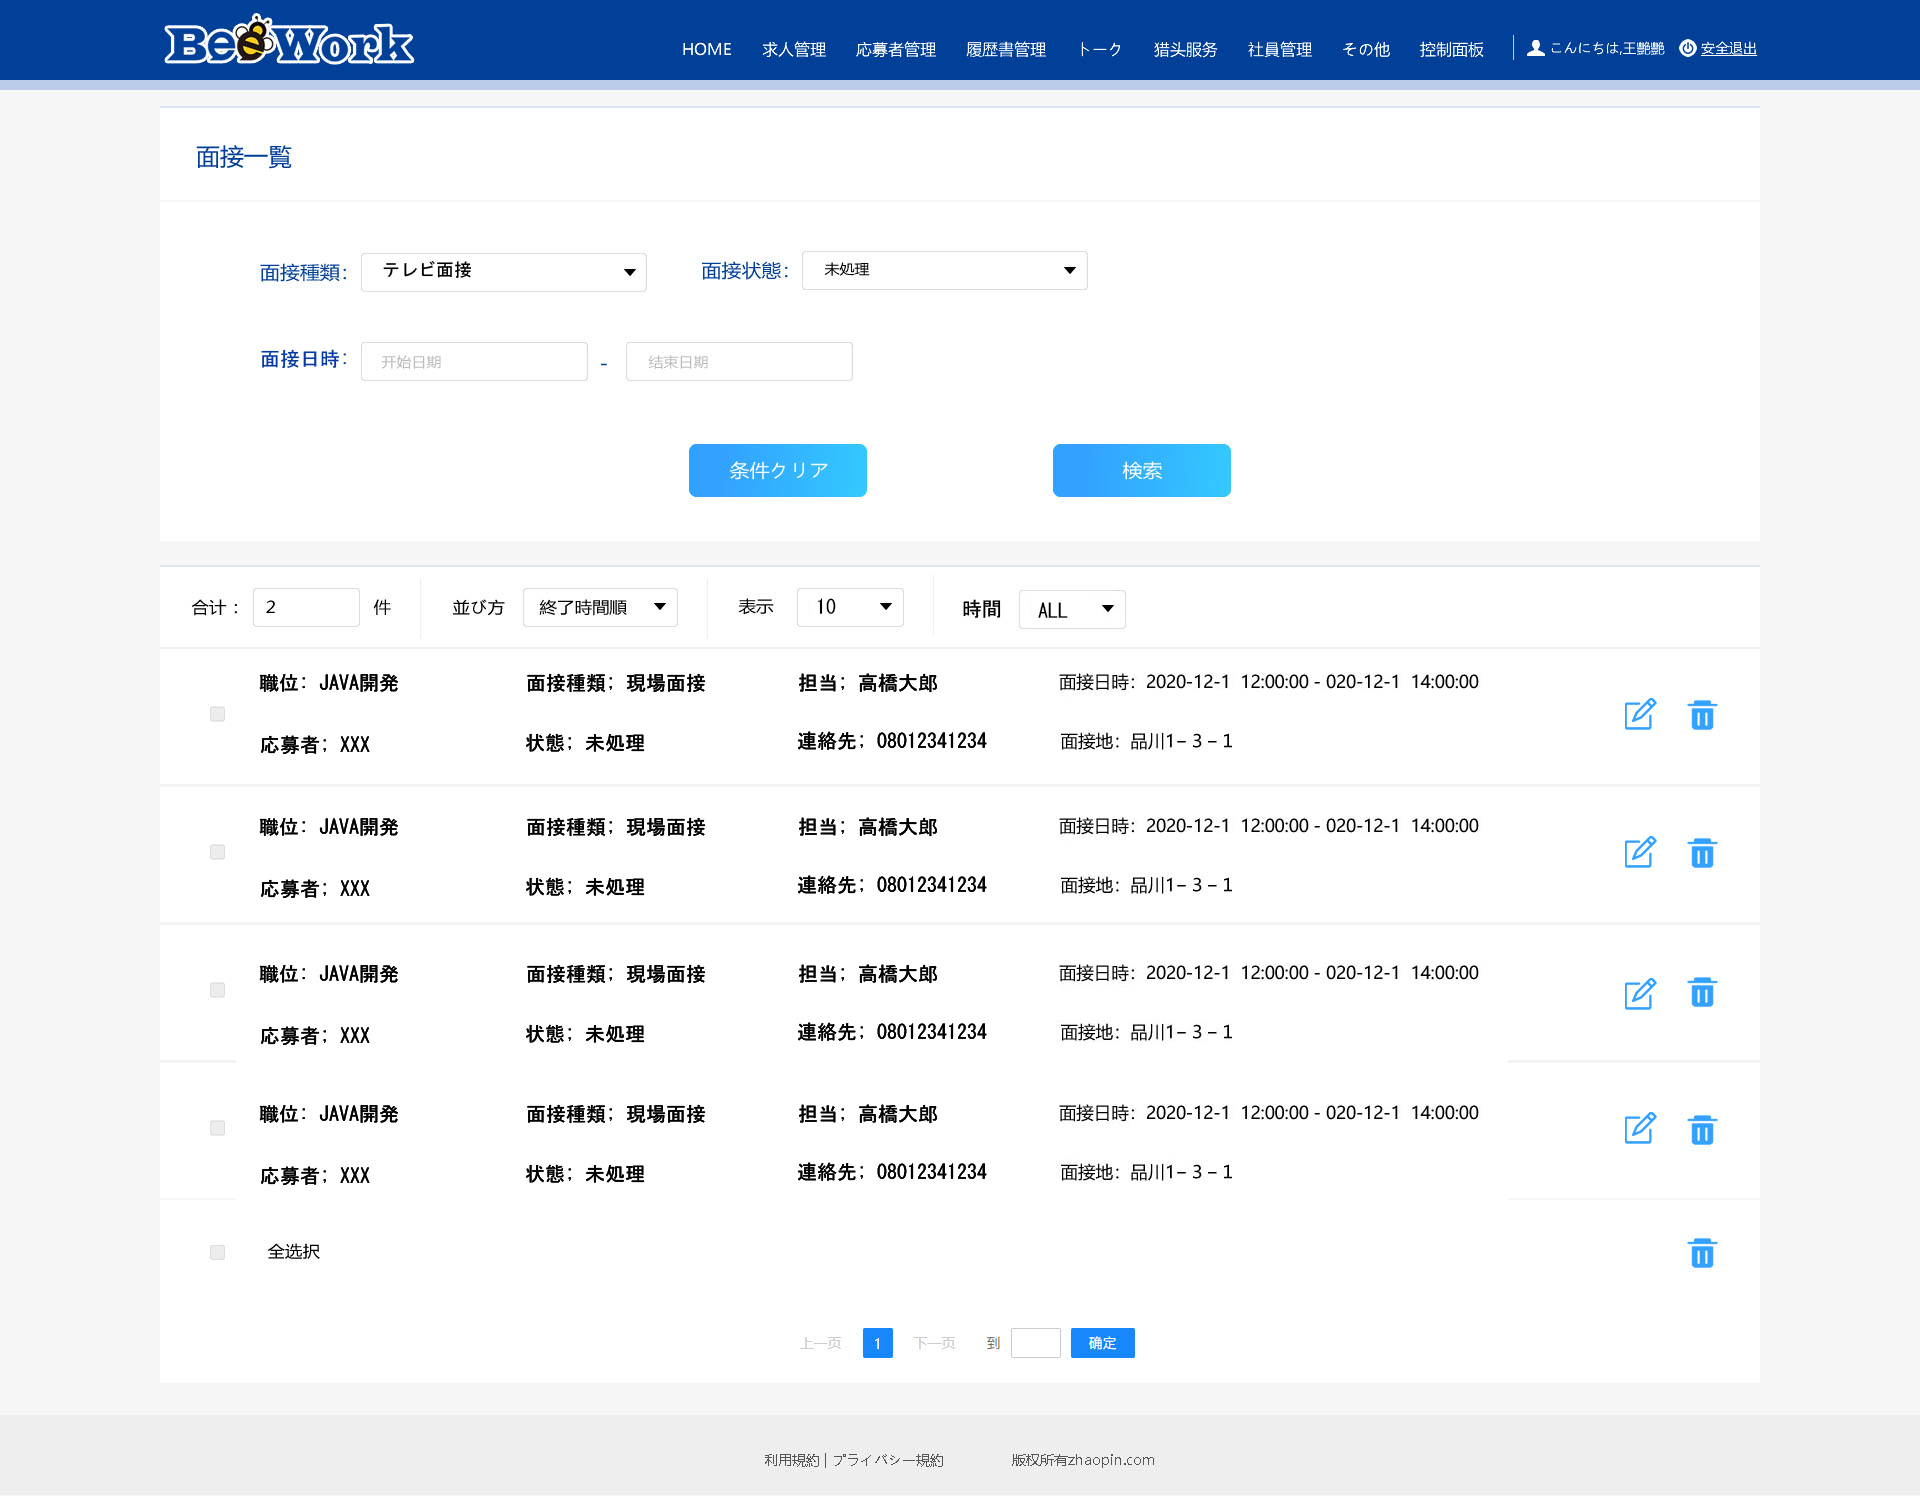 BeeWork
HOME 求人管理 応募者管理 履歴書管理 トーク 猎头服务 社員管理 その他 控制面板 こんにちは,王艷艷 安全退出
面接一覧
面接種類： テレビ面接 面接状態： 未処理
面接日時： 开始日期 - 结束日期
条件クリア 検索
合计： 2 件 並び方 終了時間順 表示 10 時間 ALL
職位：JAVA開発 面接種類；現場面接 担当；高橋大郎 面接日時：2020-12-1 12:00:00 - 020-12-1 14:00:00
応募者；XXX 状態；未処理 連絡先；08012341234 面接地：品川1− 3 − 1
職位：JAVA開発 面接種類；現場面接 担当；高橋大郎 面接日時：2020-12-1 12:00:00 - 020-12-1 14:00:00
応募者；XXX 状態；未処理 連絡先；08012341234 面接地：品川1− 3 − 1
職位：JAVA開発 面接種類；現場面接 担当；高橋大郎 面接日時：2020-12-1 12:00:00 - 020-12-1 14:00:00
応募者；XXX 状態；未処理 連絡先；08012341234 面接地：品川1− 3 − 1
職位：JAVA開発 面接種類；現場面接 担当；高橋大郎 面接日時：2020-12-1 12:00:00 - 020-12-1 14:00:00
応募者；XXX 状態；未処理 連絡先；08012341234 面接地：品川1− 3 − 1
全选択
上一页 1 下一页 到 确定
利用規約 | プライバシー規約 版权所有zhaopin.com